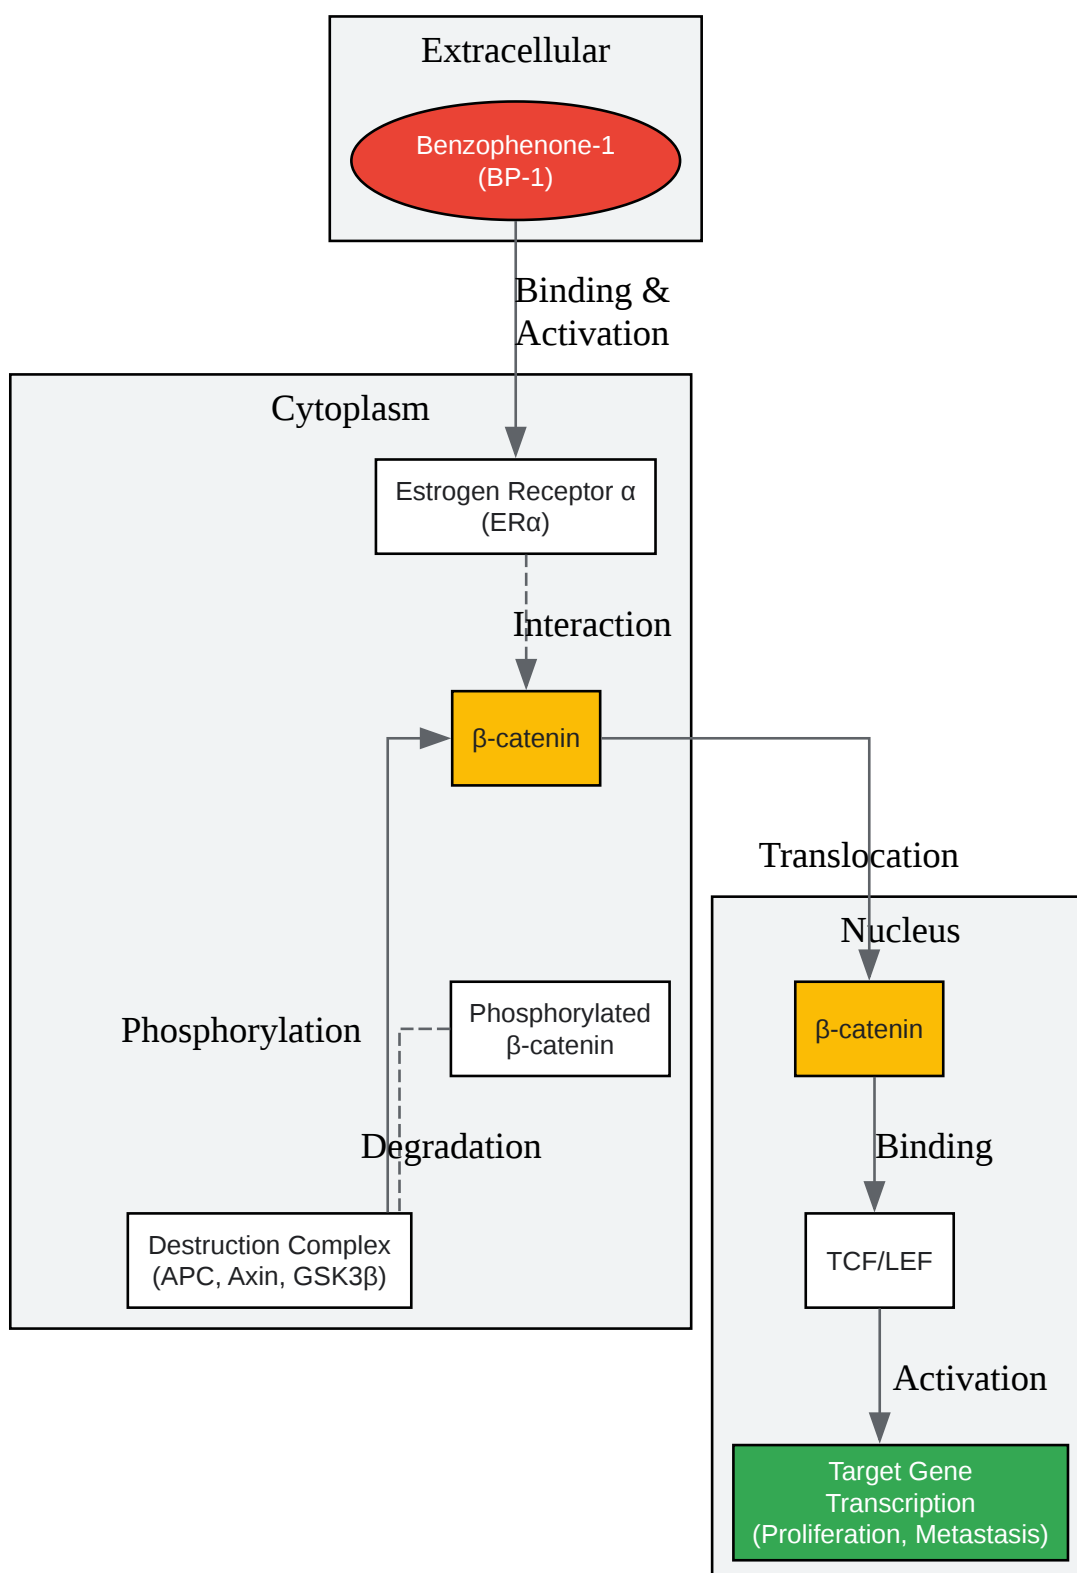 Extracellular
Benzophenone-1
(BP-1)
Binding &
Activation
Cytoplasm
Estrogen Receptor α
(ERα)
Interaction
β-catenin
Translocation
Nucleus
Phosphorylation
Phosphorylated
β-catenin
β-catenin
Degradation
Binding
Destruction Complex
(APC, Axin, GSK3β)
TCF/LEF
Activation
Target Gene
Transcription
(Proliferation, Metastasis)